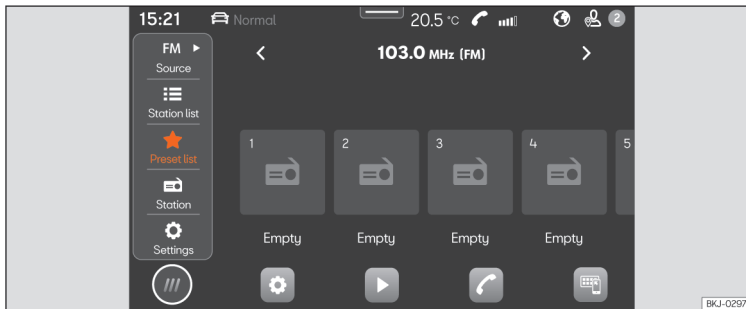 15:21 Normal 20.5 °C 2
FM
Source
Station list
Preset list
Station
Settings
103.0 MHz (FM)
1 2 3 4 5
Empty Empty Empty Empty
BKJ-0297